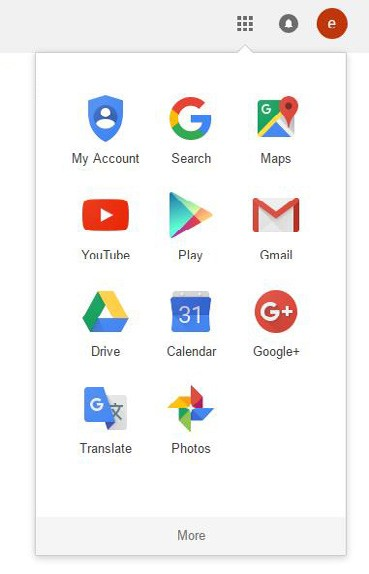 e
My Account Search Maps
YouTube Play Gmail
31
Drive Calendar Google+
Translate Photos
More